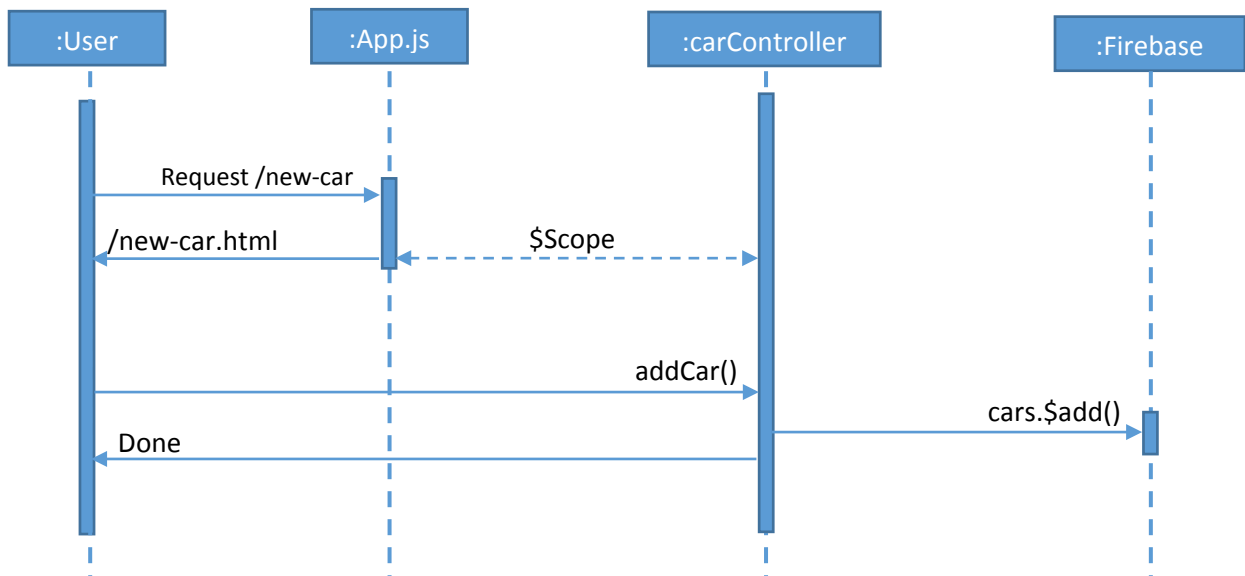 :User
:App.js
:carController
:Firebase
Request /new-car
/new-car.html
$Scope
addCar()
cars.$add()
Done